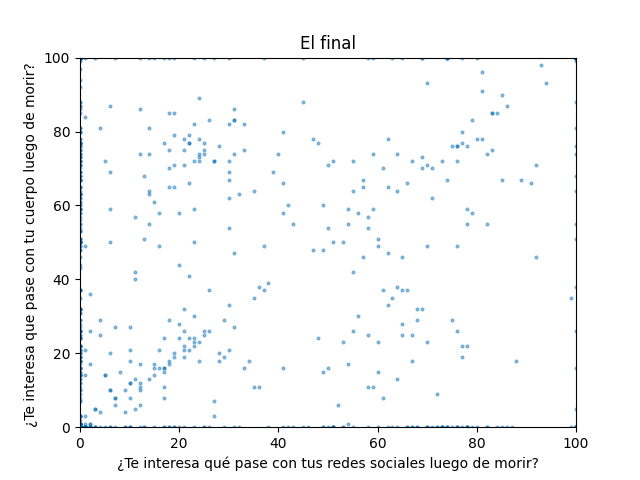 El final
¿Te interesa que pase con tu cuerpo luego de morir?
100
80
60
40
20
0
0 20 40 60 80 100
¿Te interesa qué pase con tus redes sociales luego de morir?